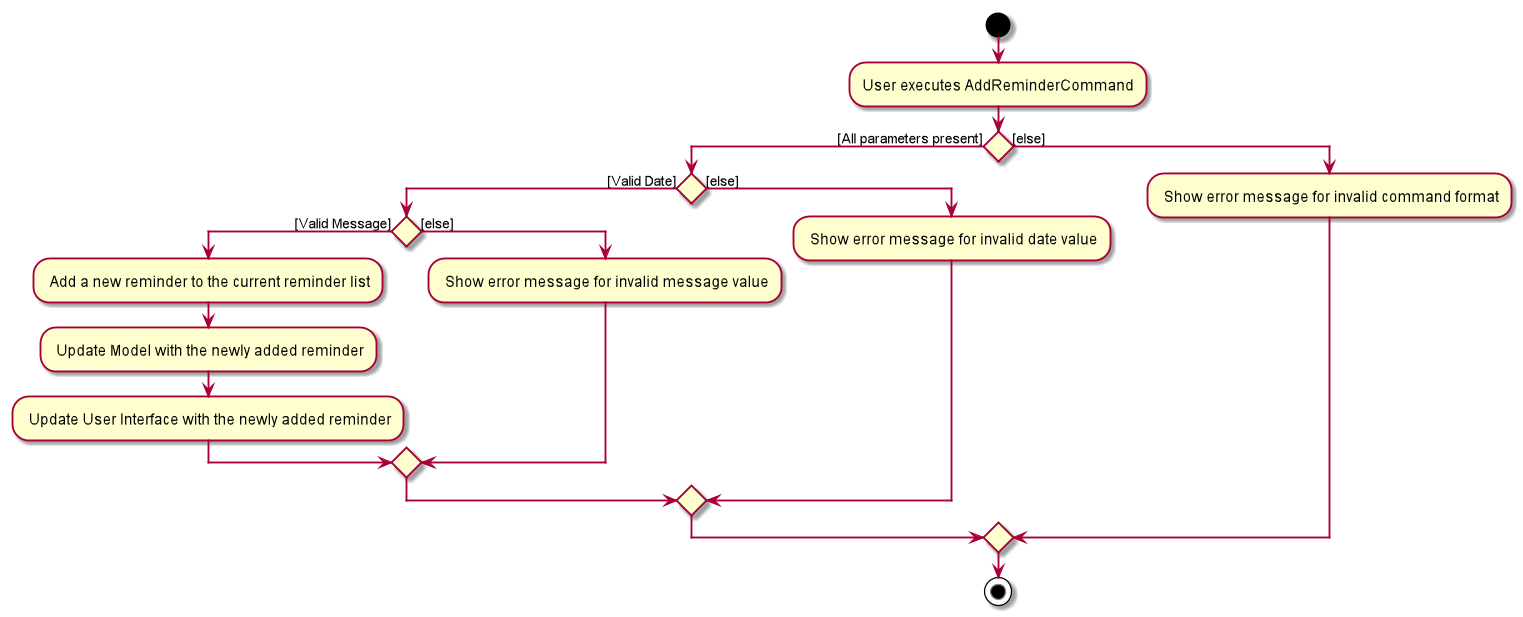 User executes AddReminderCommand
[All parameters present]
[else]
[Valid Date]
[else]
Show error message for invalid command format
[Valid Message]
[else]
Show error message for invalid date value
Add a new reminder to the current reminder list
Show error message for invalid message value
Update Model with the newly added reminder
Update User Interface with the newly added reminder